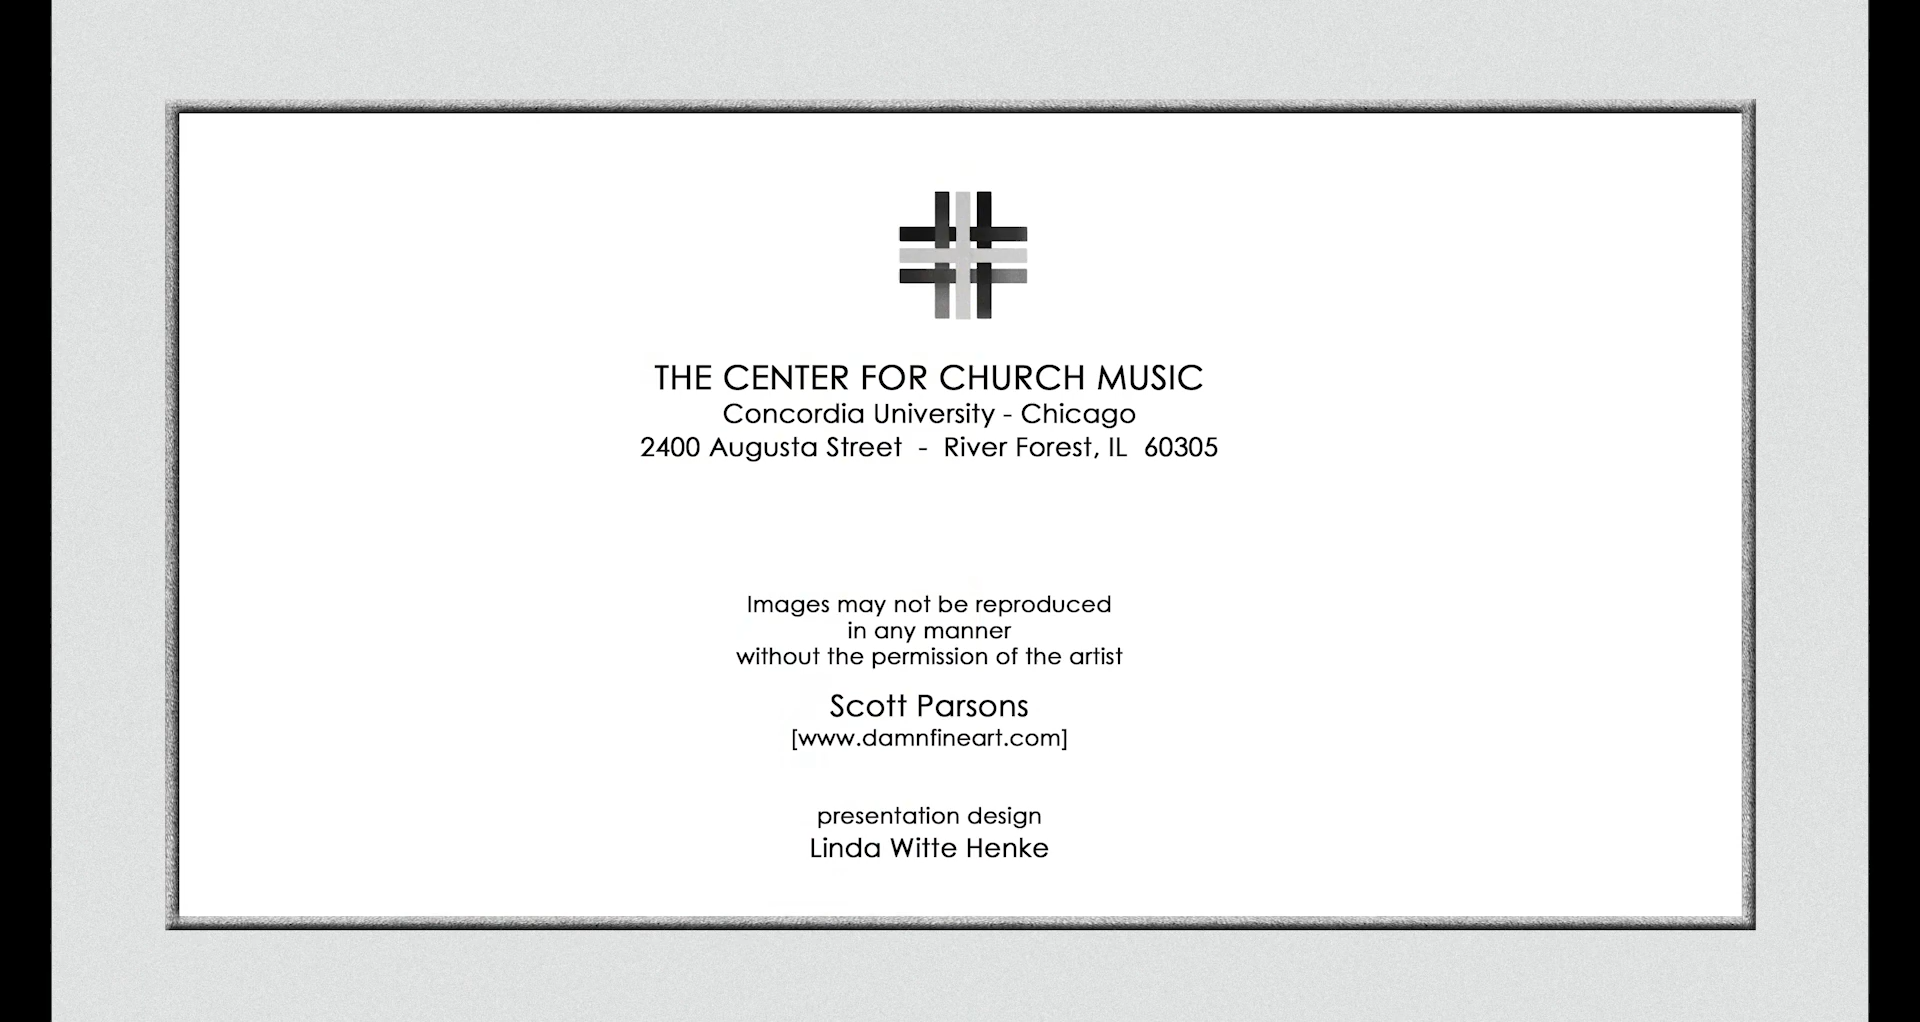 THE CENTER FOR CHURCH MUSIC
Concordia University - Chicago
2400 Augusta Street - River Forest, IL 60305
Images may not be reproduced
in any manner
without the permission of the artist
Scott Parsons
[www.damnfineart.com]
presentation design
Linda Witte Henke